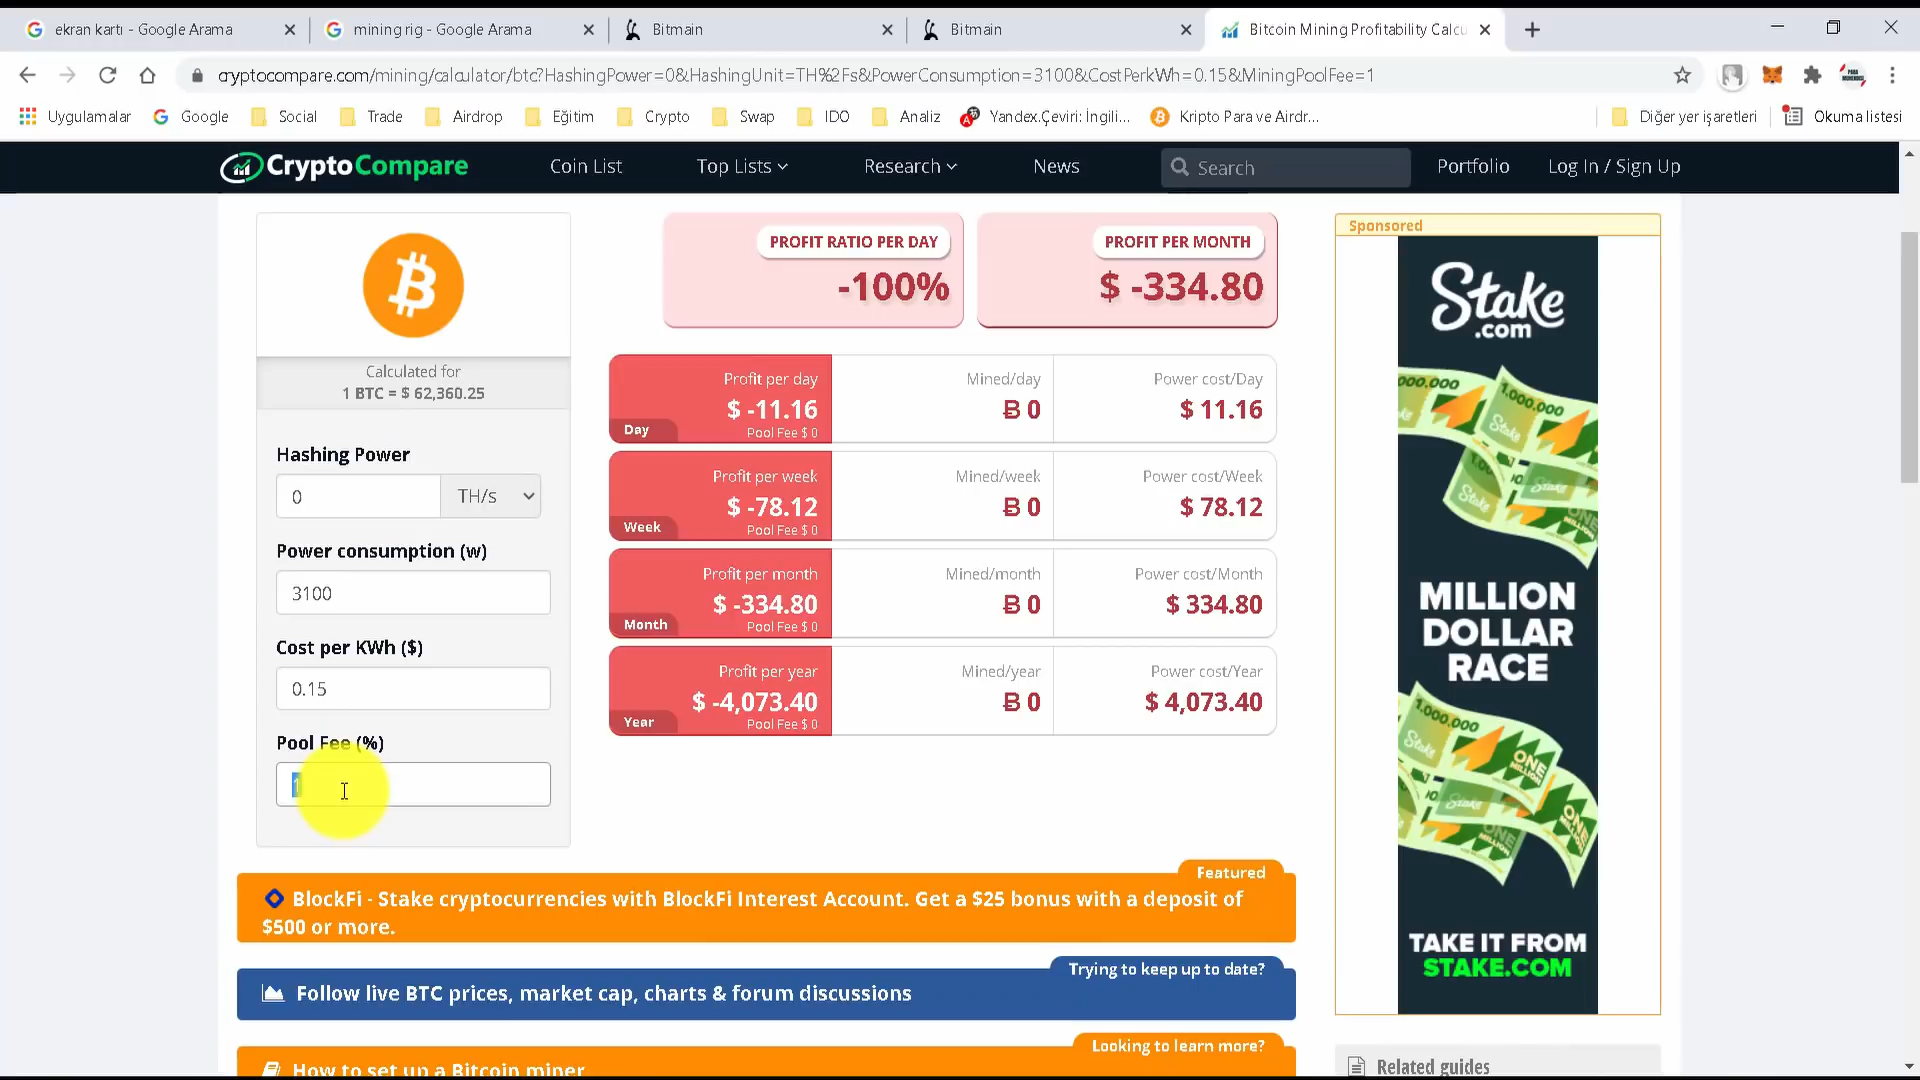 ekran kartı - Google Arama
mining rig - Google Arama
Bitmain
Bitmain
Bitcoin Mining Profitability Calcu
cryptocompare.com/mining/calculator/btc?HashingPower=0&HashingUnit=TH%2Fs&PowerConsumption=3100&CostPerkWh=0.15&MiningPoolFee=1
Uygulamalar
Google
Social
Trade
Airdrop
Eğitim
Crypto
Swap
IDO
Analiz
Yandex.Çeviri: İngili...
Kripto Para ve Airdr...
Diğer yer işaretleri
Okuma listesi
CryptoCompare
Coin List
Top Lists
Research
News
Search
Portfolio
Log In / Sign Up
Calculated for
1 BTC = $ 62,360.25
Hashing Power
0
TH/s
Power consumption (w)
3100
Cost per KWh ($)
0.15
Pool Fee (%)
1
PROFIT RATIO PER DAY
-100%
PROFIT PER MONTH
$ -334.80
Profit per day
$ -11.16
Day
Pool Fee $ 0
Mined/day
Ƀ 0
Power cost/Day
$ 11.16
Profit per week
$ -78.12
Week
Pool Fee $ 0
Mined/week
Ƀ 0
Power cost/Week
$ 78.12
Profit per month
$ -334.80
Month
Pool Fee $ 0
Mined/month
Ƀ 0
Power cost/Month
$ 334.80
Profit per year
$ -4,073.40
Year
Pool Fee $ 0
Mined/year
Ƀ 0
Power cost/Year
$ 4,073.40
Sponsored
Stake
.com
1.000.000
MILLION
DOLLAR
RACE
1.000.000
ONE
MILLION
TAKE IT FROM
STAKE.COM
Featured
BlockFi - Stake cryptocurrencies with BlockFi Interest Account. Get a $25 bonus with a deposit of
$500 or more.
Trying to keep up to date?
Follow live BTC prices, market cap, charts & forum discussions
Looking to learn more?
How to set up a Bitcoin miner
Related guides